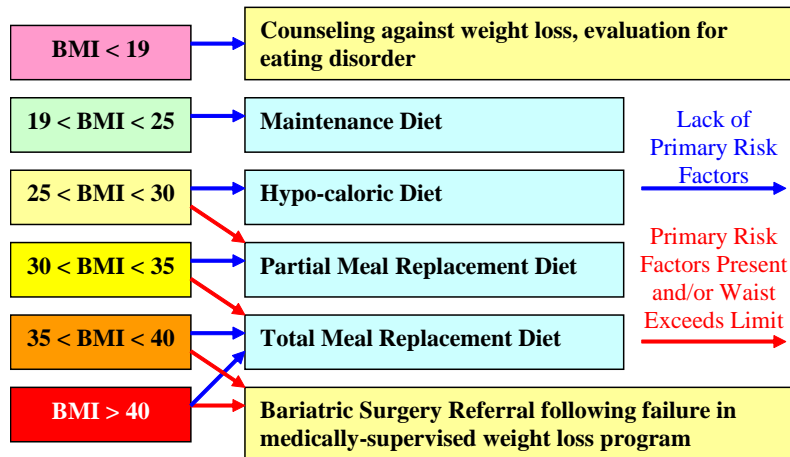 BMI < 19
Counseling against weight loss, evaluation for
eating disorder
19 < BMI < 25
Maintenance Diet
Lack of
Primary Risk
Factors
25 < BMI < 30
Hypo-caloric Diet
30 < BMI < 35
Partial Meal Replacement Diet
Primary Risk
Factors Present
and/or Waist
Exceeds Limit
35 < BMI < 40
Total Meal Replacement Diet
BMI > 40
Bariatric Surgery Referral following failure in
medically-supervised weight loss program